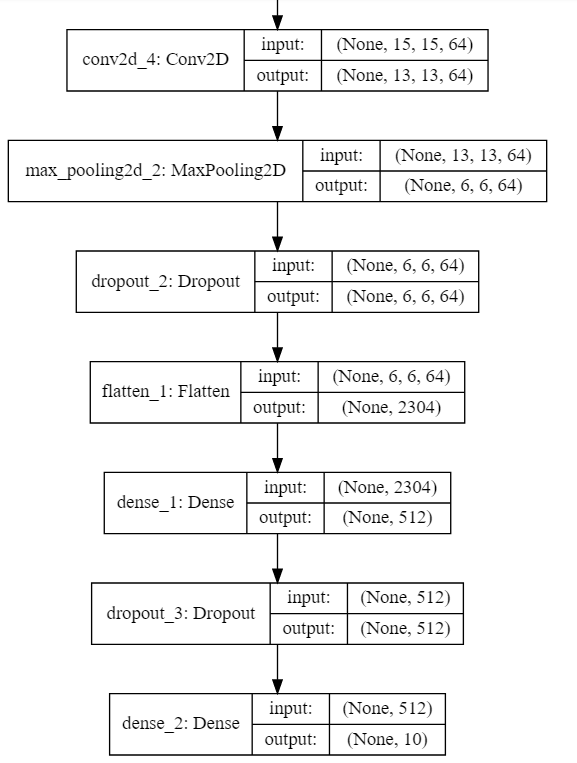 conv2d_4: Conv2D
input: (None, 15, 15, 64)
output: (None, 13, 13, 64)
max_pooling2d_2: MaxPooling2D
input: (None, 13, 13, 64)
output: (None, 6, 6, 64)
dropout_2: Dropout
input: (None, 6, 6, 64)
output: (None, 6, 6, 64)
flatten_1: Flatten
input: (None, 6, 6, 64)
output: (None, 2304)
dense_1: Dense
input: (None, 2304)
output: (None, 512)
dropout_3: Dropout
input: (None, 512)
output: (None, 512)
dense_2: Dense
input: (None, 512)
output: (None, 10)